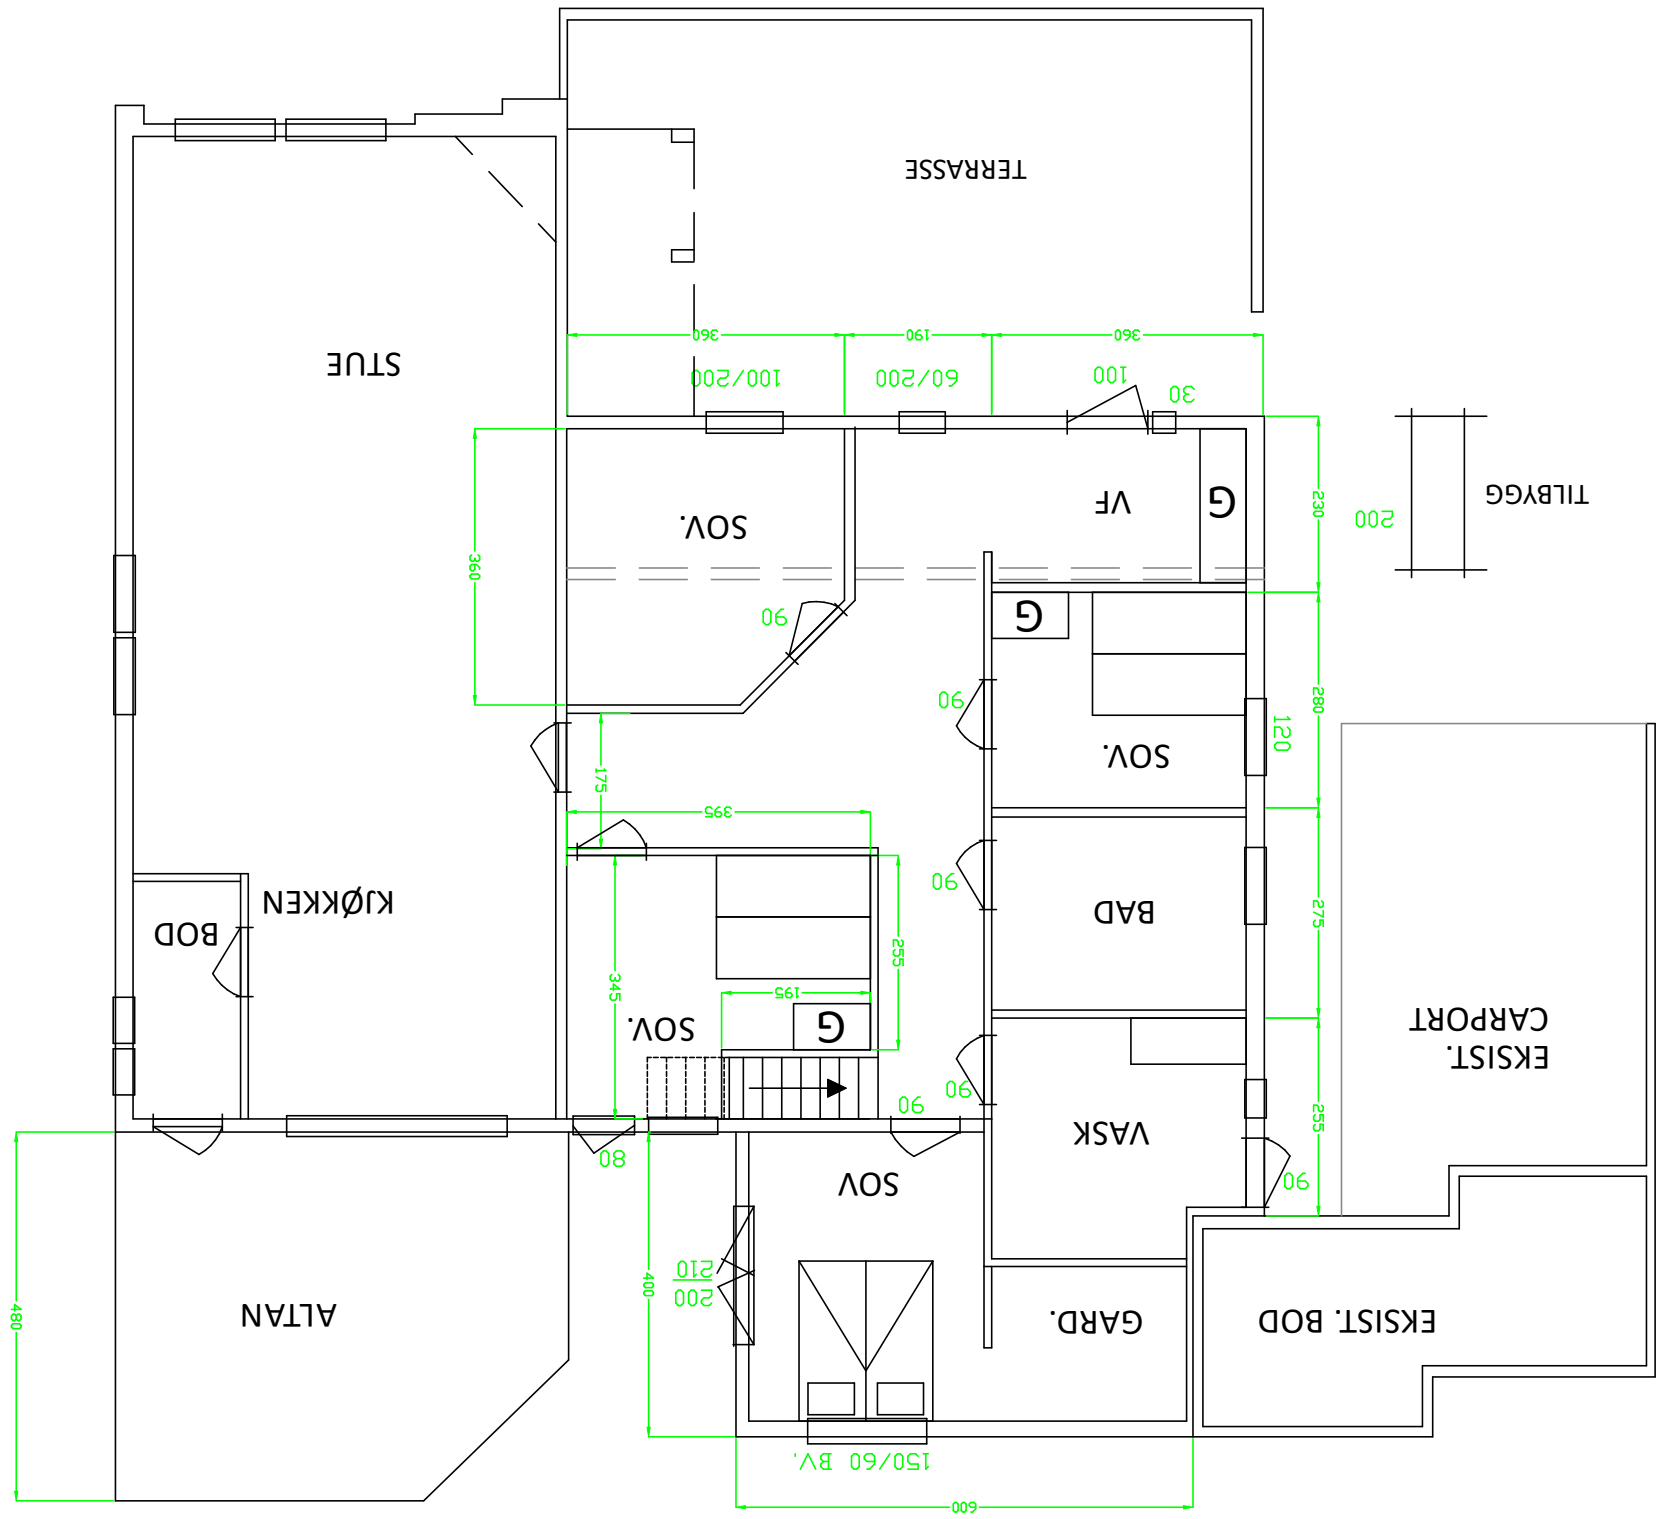 600
150/60 BV.
EKSIST. BOD
GARD.
ALTAN
480
200
210
400
SOV
90
80
VASK
255
90
90
EKSIST.
CARPORT
G
SOV.
195
345
255
BOD
BAD
275
KJØKKEN
90
395
175
SOV.
120
280
90
G
90
360
SOV.
200
TILBYGG
230
G
VF
30
100
60/200
100/200
STUE
360
190
360
TERRASSE